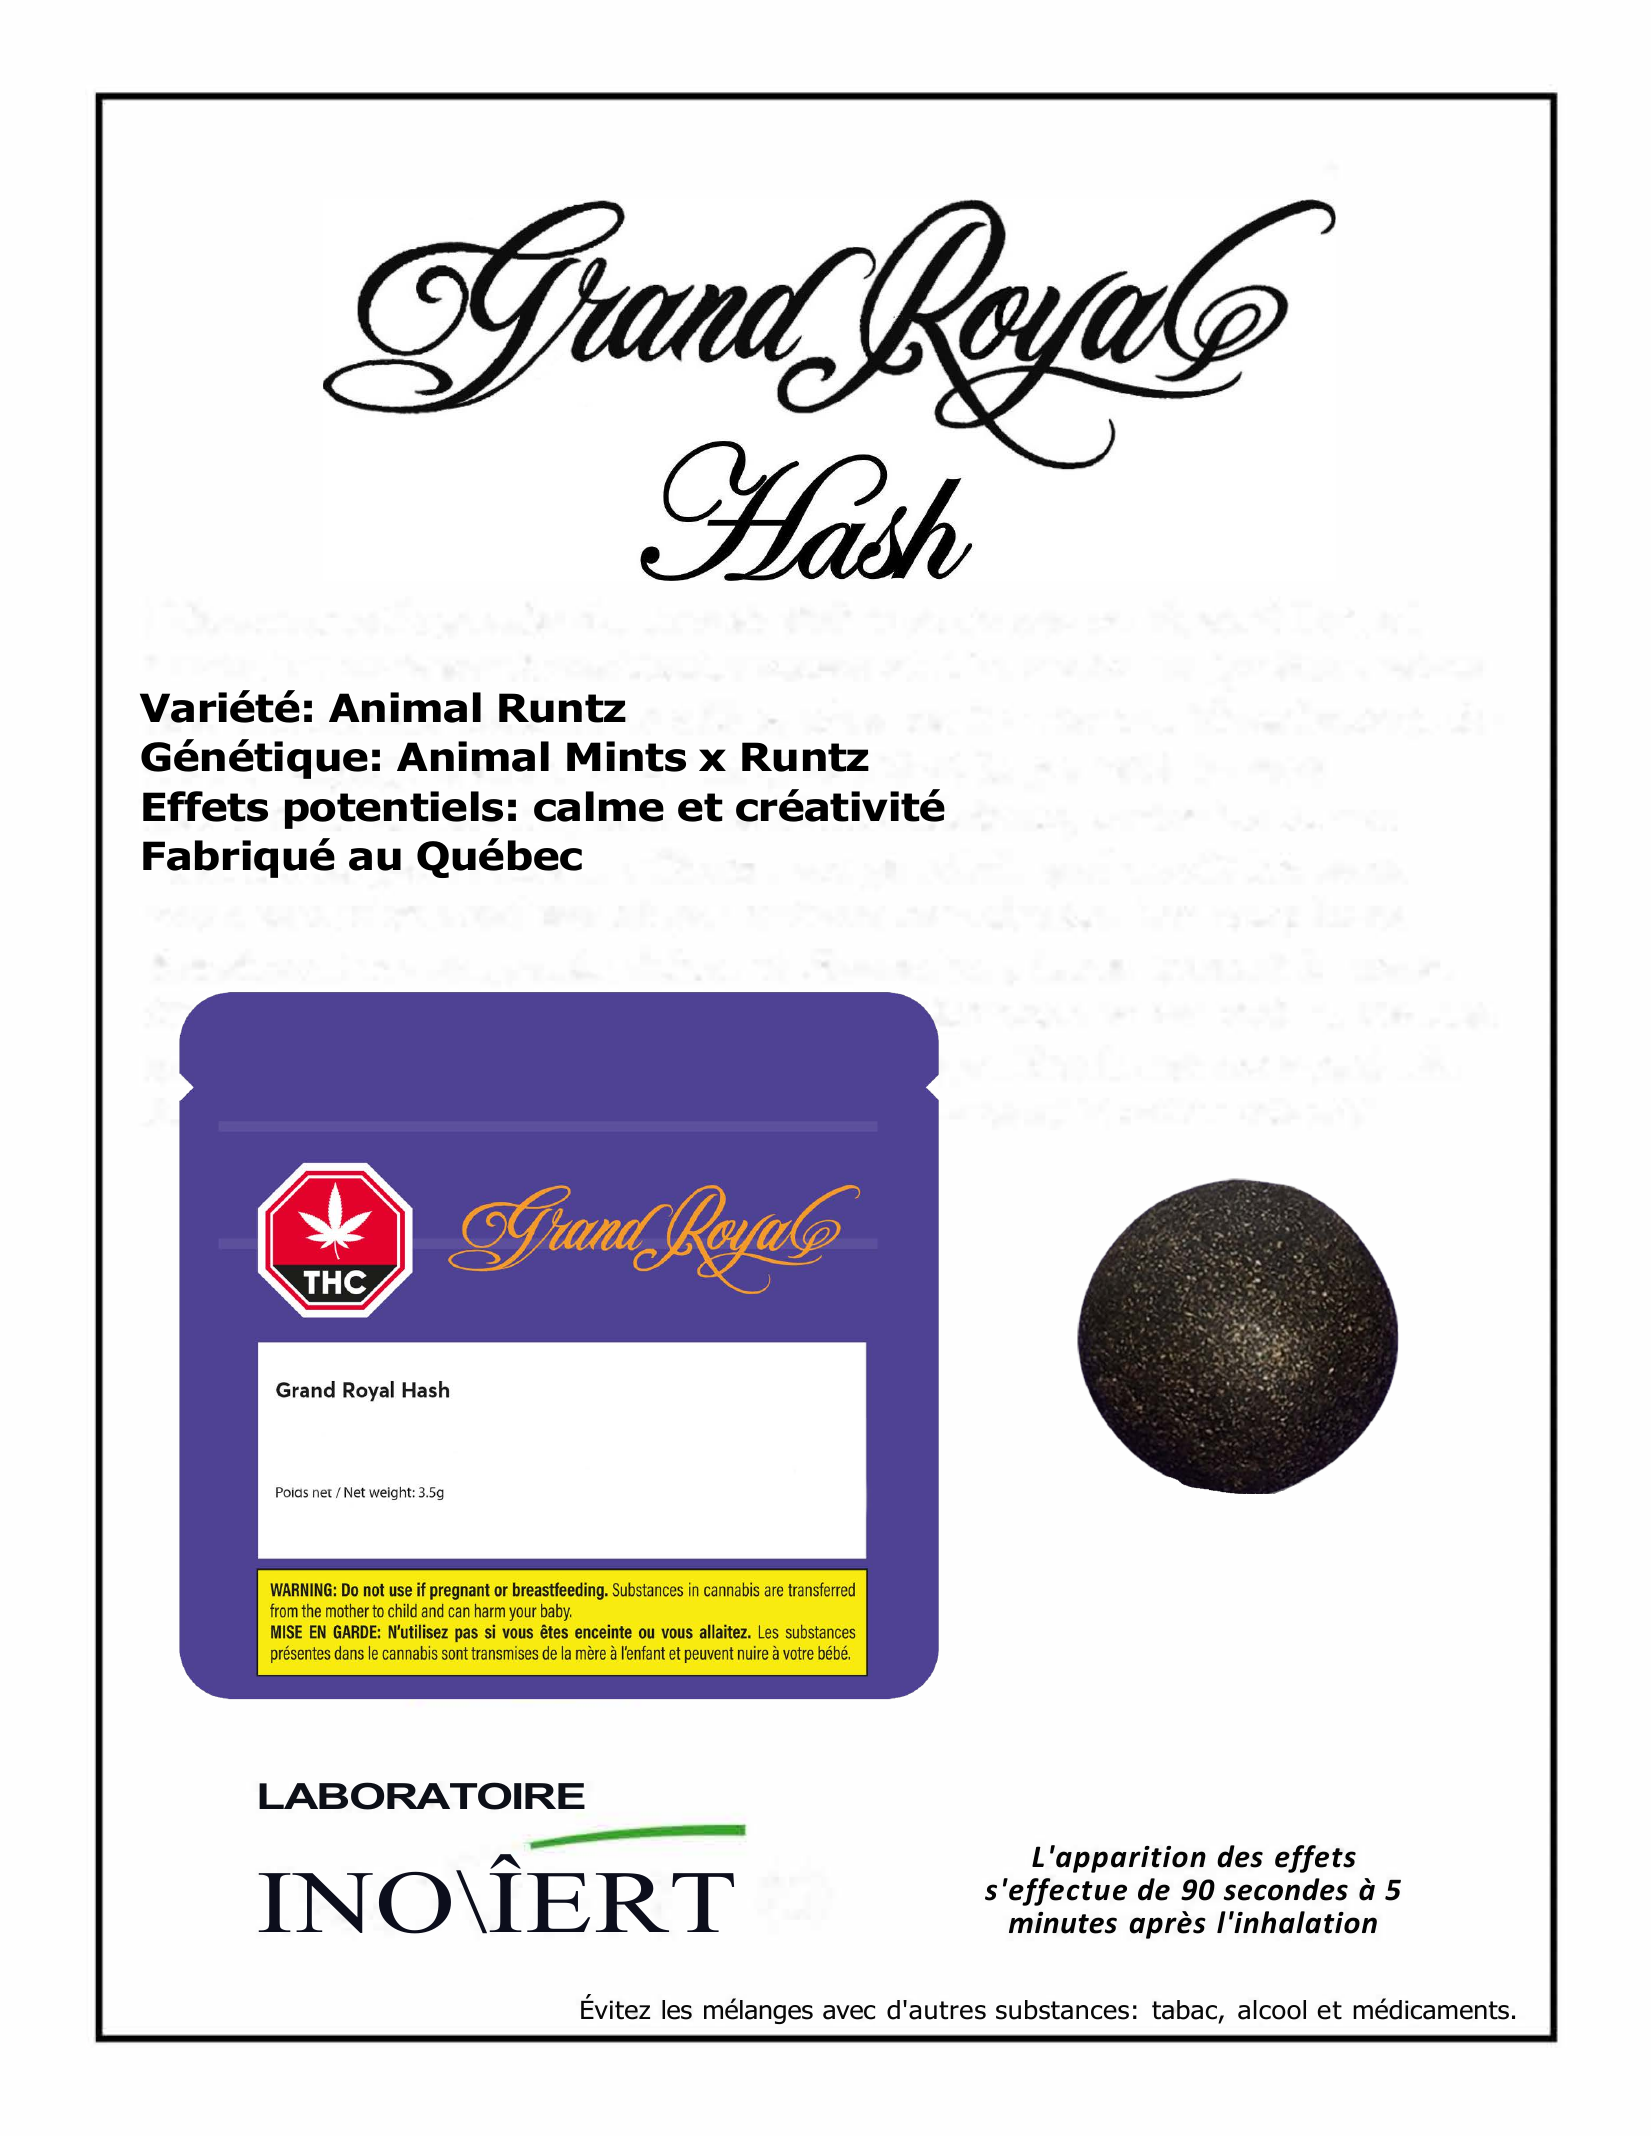 Grand Royal
Hash
Variété: Animal Runtz
Génétique: Animal Mints x Runtz
Effets potentiels: calme et créativité
Fabriqué au Québec
THC
Grand Royal
Grand Royal Hash
Poids net / Net weight: 3.5g
WARNING: Do not use if pregnant or breastfeeding. Substances in cannabis are transferred
from the mother to child and can harm your baby.
MISE EN GARDE: N'utilisez pas si vous êtes enceinte ou vous allaitez. Les substances
présentes dans le cannabis sont transmises de la mère à l'enfant et peuvent nuire à votre bébé.
LABORATOIRE
INO\ÎERT
L'apparition des effets
s'effectue de 90 secondes à 5
minutes après l'inhalation
Évitez les mélanges avec d'autres substances: tabac, alcool et médicaments.